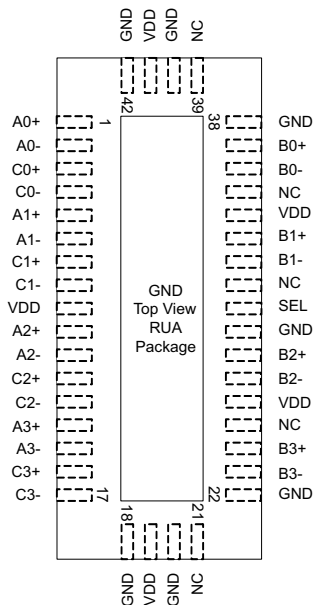 GND VDD GND NC
42 39
A0+ 1 38 GND
A0- B0+
C0+ B0-
C0- NC
A1+ VDD
A1- B1+
C1+ B1-
C1- NC
VDD SEL
A2+ GND
A2- B2+
C2+ B2-
C2- VDD
A3+ NC
A3- B3+
C3+ B3-
C3- 17 22 GND
GND
Top View
RUA
Package
18 21
GND VDD GND NC